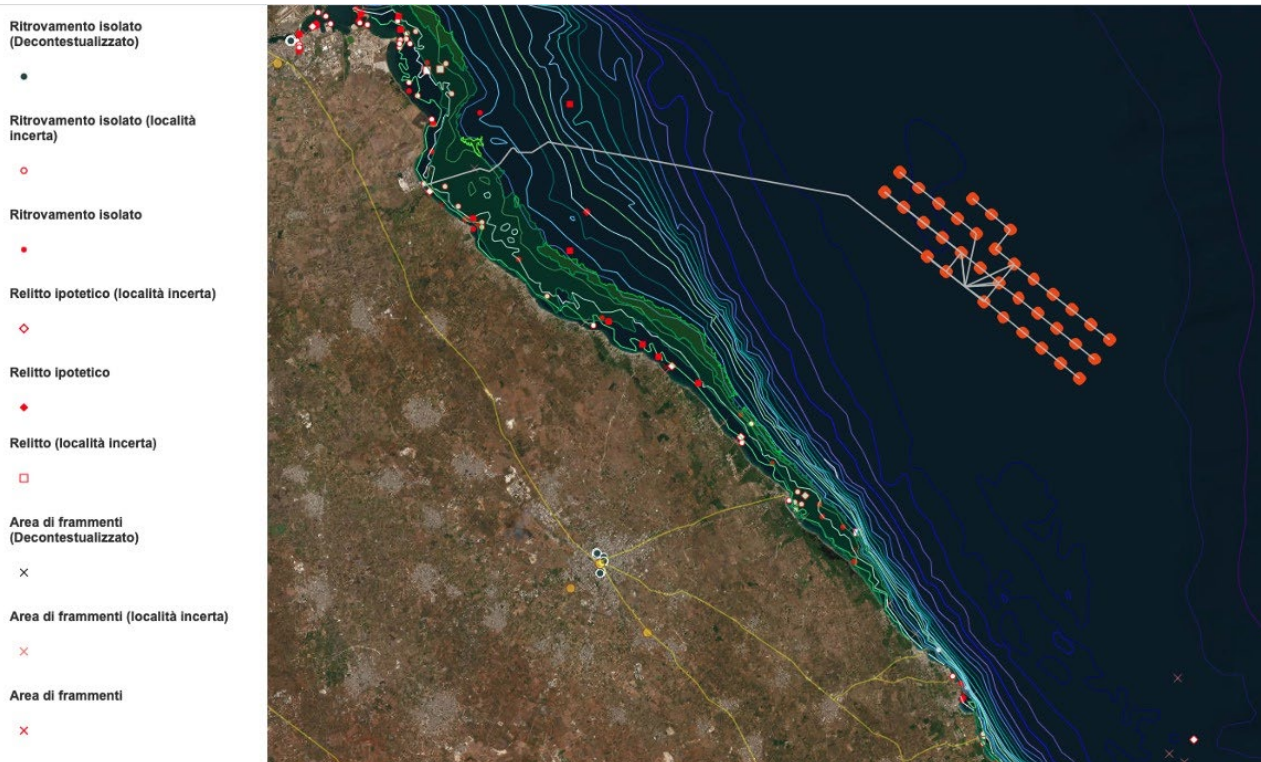 Ritrovamento isolato
(Decontestualizzato)
Ritrovamento isolato (località
incerta)
Ritrovamento isolato
Relitto ipotetico (località incerta)
Relitto ipotetico
Relitto (località incerta)
Area di frammenti
(Decontestualizzato)
Area di frammenti (località incerta)
Area di frammenti